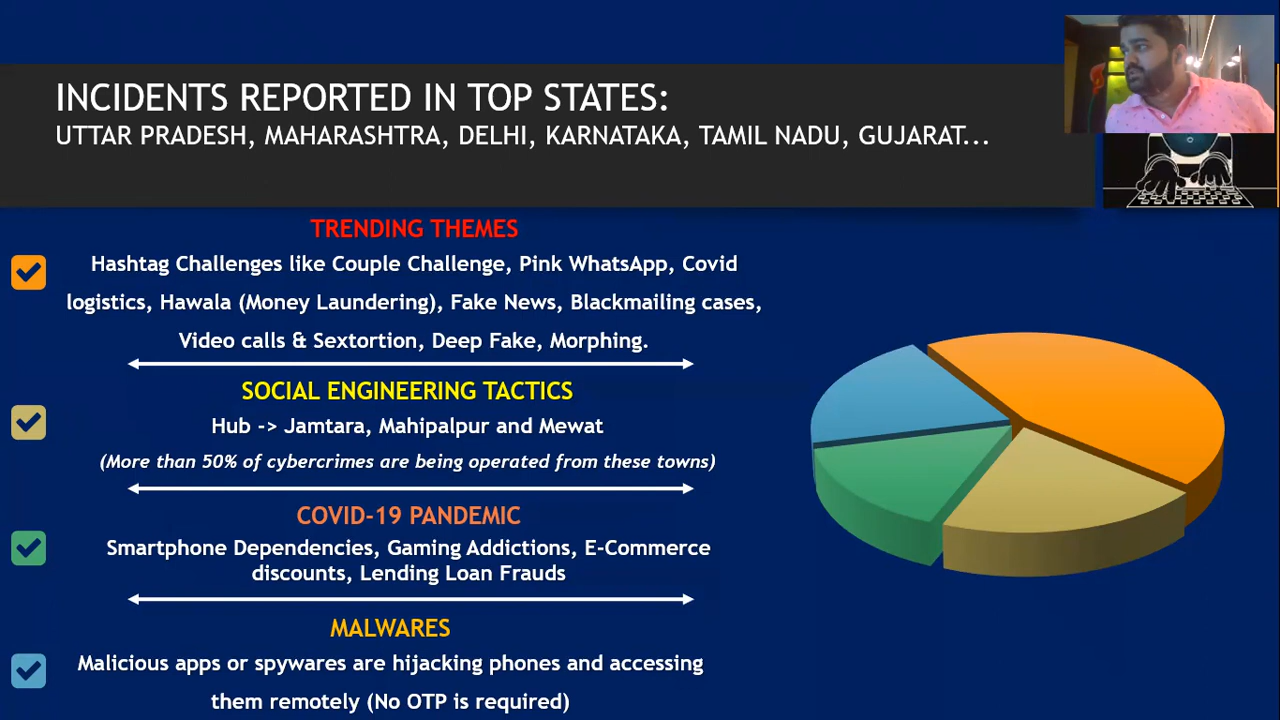 INCIDENTS REPORTED IN TOP STATES:
UTTAR PRADESH, MAHARASHTRA, DELHI, KARNATAKA, TAMIL NADU, GUJARAT...
TRENDING THEMES
Hashtag Challenges like Couple Challenge, Pink WhatsApp, Covid
logistics, Hawala (Money Laundering), Fake News, Blackmailing cases,
Video calls & Sextortion, Deep Fake, Morphing.
SOCIAL ENGINEERING TACTICS
Hub -> Jamtara, Mahipalpur and Mewat
(More than 50% of cybercrimes are being operated from these towns)
COVID-19 PANDEMIC
Smartphone Dependencies, Gaming Addictions, E-Commerce
discounts, Lending Loan Frauds
MALWARES
Malicious apps or spywares are hijacking phones and accessing
them remotely (No OTP is required)